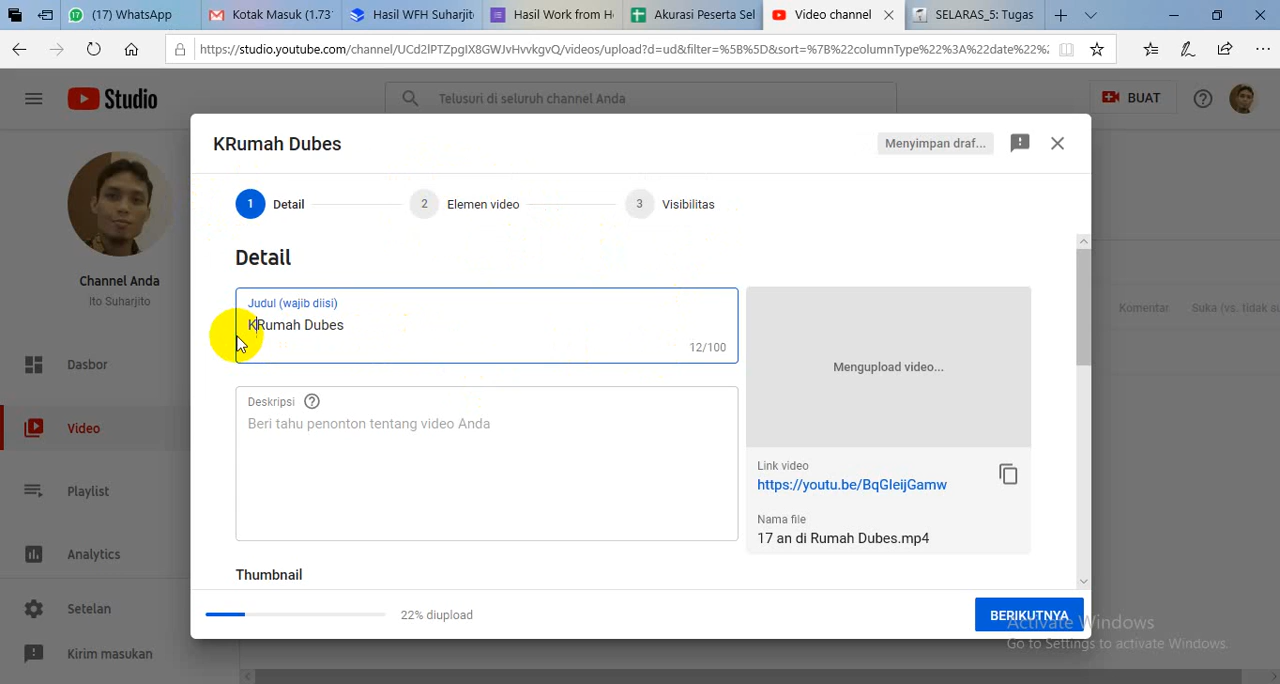 (17) WhatsApp
Kotak Masuk (1.73
Hasil WFH Suharjit
Hasil Work from H
Akurasi Peserta Sel
Video channel
SELARAS_5: Tugas
https://studio.youtube.com/channel/UCd2lPTZpglX8GWJvHvvkgvQ/videos/upload?d=ud&filter=%5B%5D&sort=%7B%22columnType%22%3A%22date%22%2
Studio
Telusuri di seluruh channel Anda
BUAT
KRumah Dubes
Menyimpan draf...
1 Detail
2 Elemen video
3 Visibilitas
Channel Anda
Ito Suharjito
Dasbor
Video
Playlist
Analytics
Setelan
Kirim masukan
Detail
Judul (wajib diisi)
KRumah Dubes
12/100
Deskripsi
Beri tahu penonton tentang video Anda
Mengupload video...
Link video
https://youtu.be/BqGleijGamw
Nama file
17 an di Rumah Dubes.mp4
Thumbnail
Komentar
Suka (vs. tidak su
22% diupload
BERIKUTNYA
Activate Windows
Go to Settings to activate Windows.